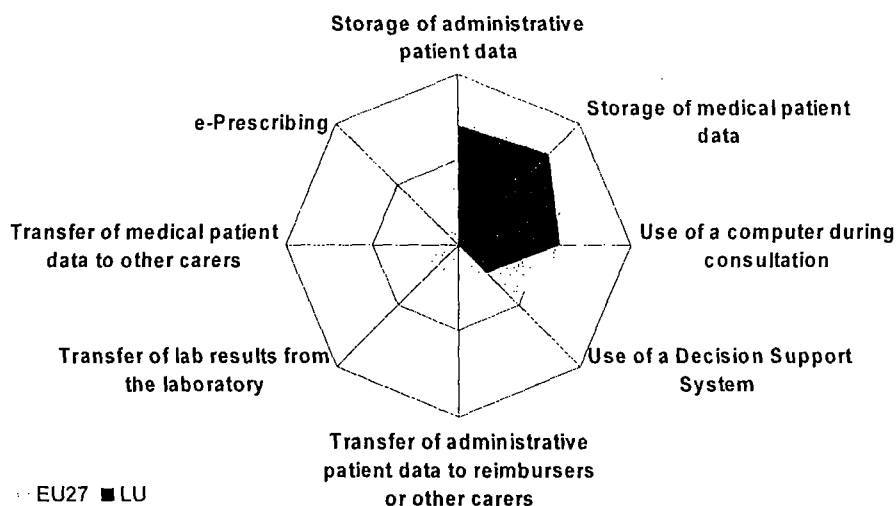 Storage of administrative
patient data
Storage of medical patient
data
e-Prescribing
Transfer of medical patient
data to other carers
Use of a computer during
consultation
Transfer of lab results from
the laboratory
Use of a Decision Support
System
Transfer of administrative
patient data to reimbursers
or other carers
EU27 LU